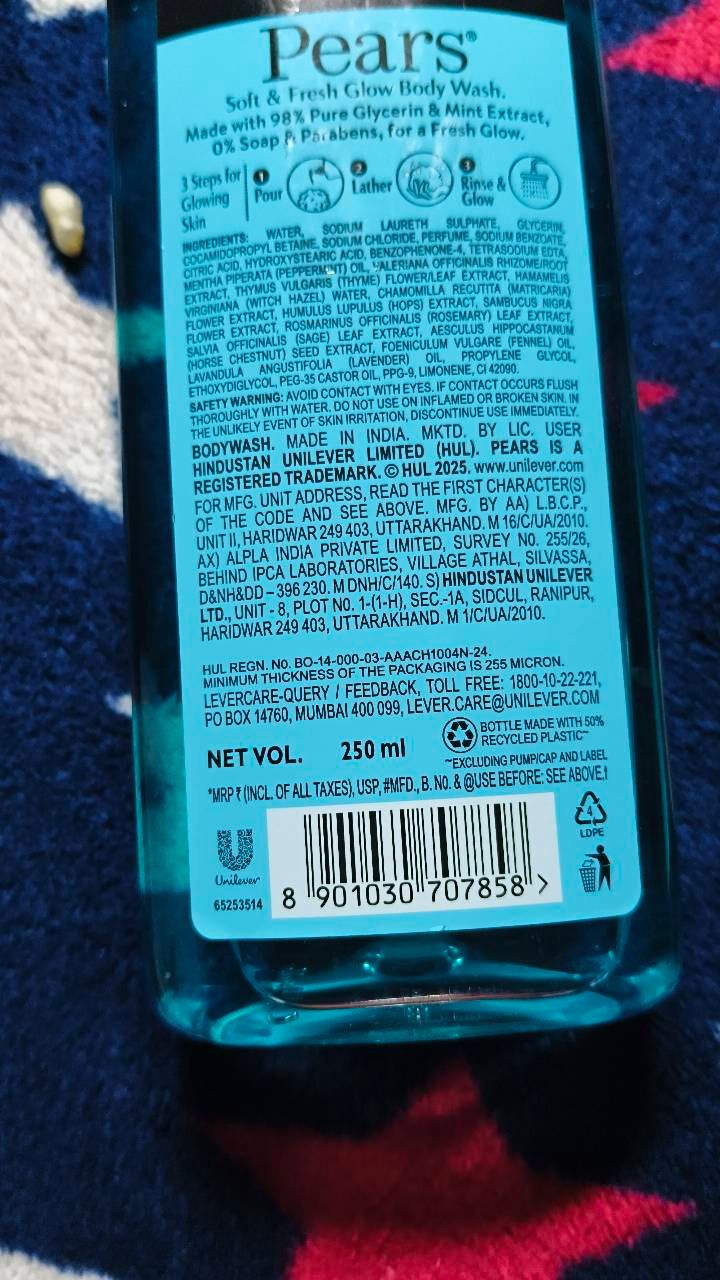 Pears®
Soft & Fresh Glow Body Wash.
Made with 98% Pure Glycerin & Mint Extract,
0% Soap & Parabens, for a Fresh Glow.
3 Steps for
Glowing
Skin
1
Pour
2
Lather
3
Rinse &
Glow
INGREDIENTS: WATER, SODIUM LAURETH SULPHATE, GLYCERIN,
COCAMIDOPROPYL BETAINE, SODIUM CHLORIDE, PERFUME, SODIUM BENZOATE,
CITRIC ACID, HYDROXYSTEARIC ACID, BENZOPHENONE-4, TETRASODIUM EDTA,
MENTHA PIPERATA (PEPPERMINT) OIL, VALERIANA OFFICINALIS RHIZOME/ROOT
EXTRACT, THYMUS VULGARIS (THYME) FLOWER/LEAF EXTRACT, HAMAMELIS
VIRGINIANA (WITCH HAZEL) WATER, CHAMOMILLA RECUTITA (MATRICARIA)
FLOWER EXTRACT, HUMULUS LUPULUS (HOPS) EXTRACT, SAMBUCUS NIGRA
FLOWER EXTRACT, ROSMARINUS OFFICINALIS (ROSEMARY) LEAF EXTRACT,
SALVIA OFFICINALIS (SAGE) LEAF EXTRACT, AESCULUS HIPPOCASTANUM
(HORSE CHESTNUT) SEED EXTRACT, FOENICULUM VULGARE (FENNEL) OIL,
LAVANDULA ANGUSTIFOLIA (LAVENDER) OIL, PROPYLENE GLYCOL,
ETHOXYDIGLYCOL, PEG-35 CASTOR OIL, PPG-9, LIMONENE, CI 42090.
SAFETY WARNING: AVOID CONTACT WITH EYES. IF CONTACT OCCURS FLUSH
THOROUGHLY WITH WATER. DO NOT USE ON INFLAMED OR BROKEN SKIN. IN
THE UNLIKELY EVENT OF SKIN IRRITATION, DISCONTINUE USE IMMEDIATELY.
BODYWASH. MADE IN INDIA. MKTD. BY LIC. USER
HINDUSTAN UNILEVER LIMITED (HUL). PEARS IS A
REGISTERED TRADEMARK. © HUL 2025. www.unilever.com
FOR MFG. UNIT ADDRESS, READ THE FIRST CHARACTER(S)
OF THE CODE AND SEE ABOVE. MFG. BY AA) L.B.C.P.,
UNIT II, HARIDWAR 249 403, UTTARAKHAND. M 16/C/UA/2010.
AX) ALPLA INDIA PRIVATE LIMITED, SURVEY NO. 255/26,
BEHIND IPCA LABORATORIES, VILLAGE ATHAL, SILVASSA,
D&NH&DD – 396 230. M DNH/C/140. S) HINDUSTAN UNILEVER
LTD., UNIT - 8, PLOT NO. 1-(1-H), SEC.-1A, SIDCUL, RANIPUR,
HARIDWAR 249 403, UTTARAKHAND. M 1/C/UA/2010.
HUL REGN. No. BO-14-000-03-AAACH1004N-24.
MINIMUM THICKNESS OF THE PACKAGING IS 255 MICRON.
LEVERCARE-QUERY / FEEDBACK, TOLL FREE: 1800-10-22-221,
PO BOX 14760, MUMBAI 400 099, LEVER.CARE@UNILEVER.COM
NET VOL. 250 ml
BOTTLE MADE WITH 50%
RECYCLED PLASTIC~
~EXCLUDING PUMP/CAP AND LABEL
*MRP ₹ (INCL. OF ALL TAXES), USP, #MFD., B. NO. & @USE BEFORE: SEE ABOVE.†
4
LDPE
Unilever
65253514
8 901030 707858 >